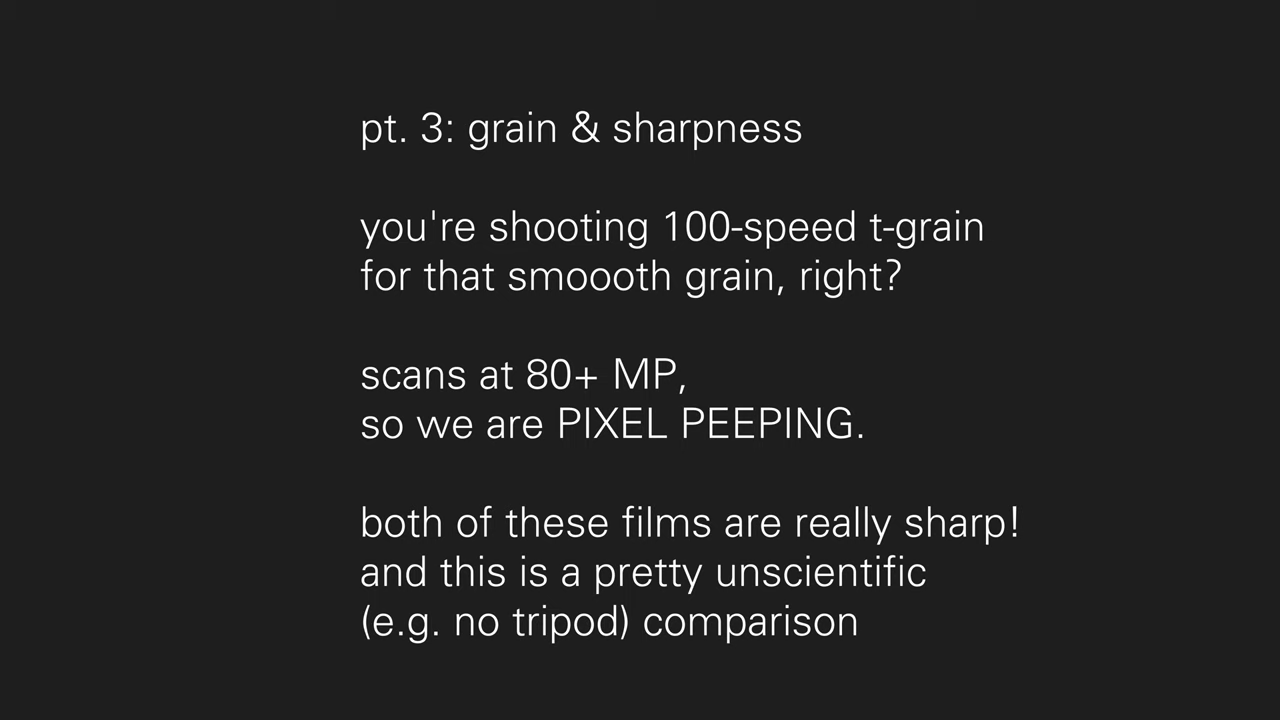 pt. 3: grain & sharpness
you're shooting 100-speed t-grain
for that smoooth grain, right?
scans at 80+ MP,
so we are PIXEL PEEPING.
both of these films are really sharp!
and this is a pretty unscientific
(e.g. no tripod) comparison